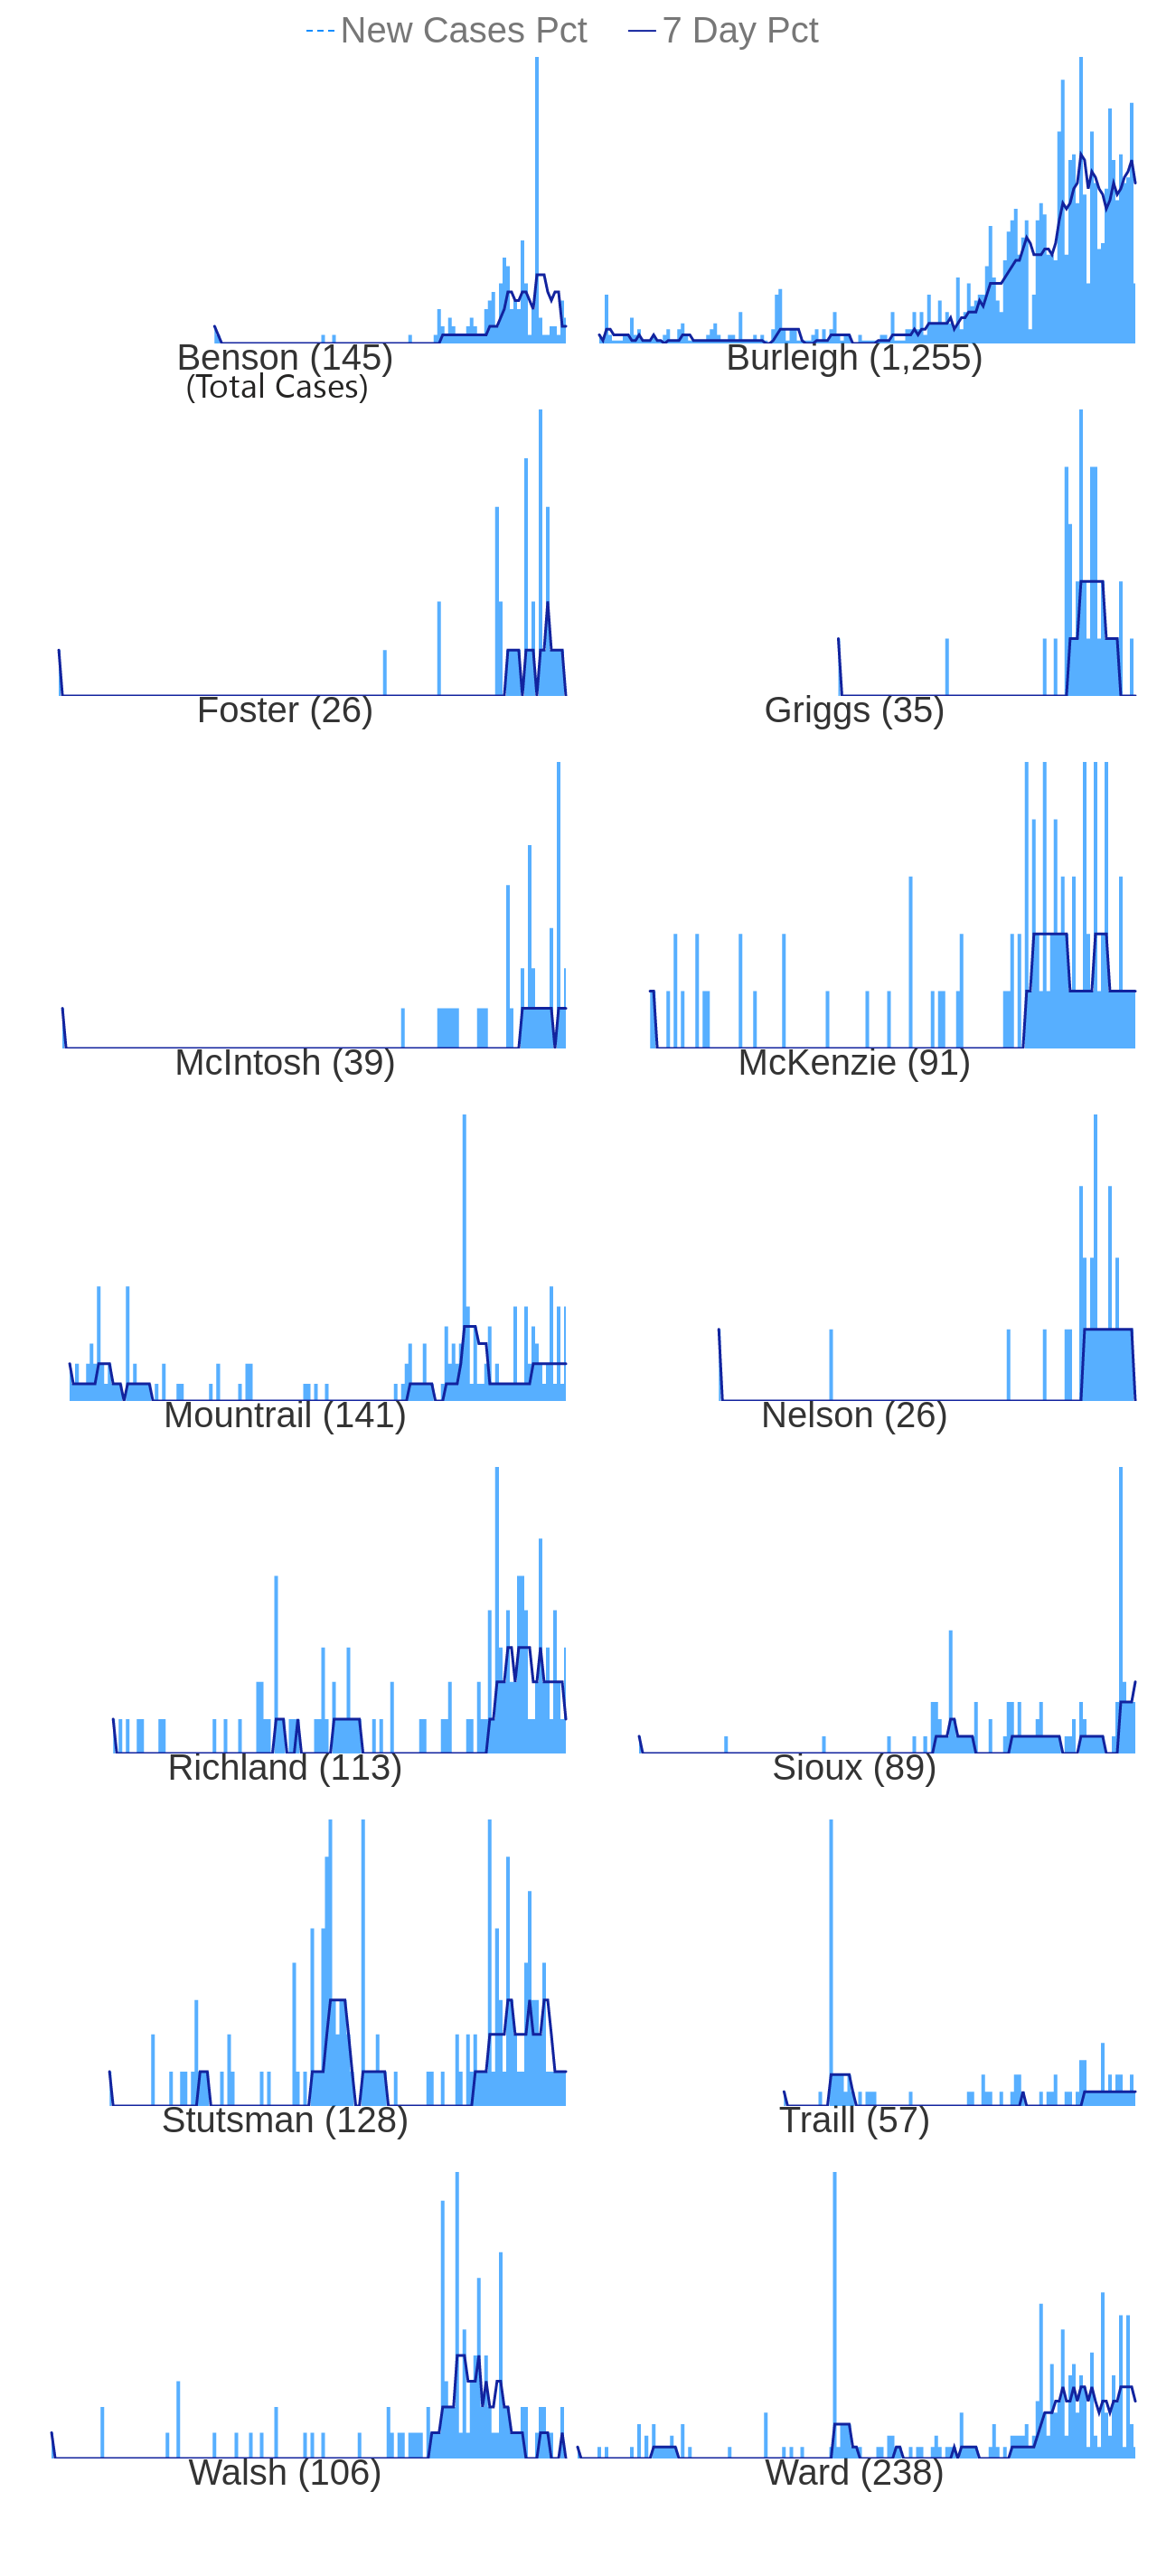 New Cases Pct 7 Day Pct
Benson (145) Burleigh (1,255)
(Total Cases)
Foster (26) Griggs (35)
McIntosh (39) McKenzie (91)
Mountrail (141) Nelson (26)
Richland (113) Sioux (89)
Stutsman (128) Traill (57)
Walsh (106) Ward (238)